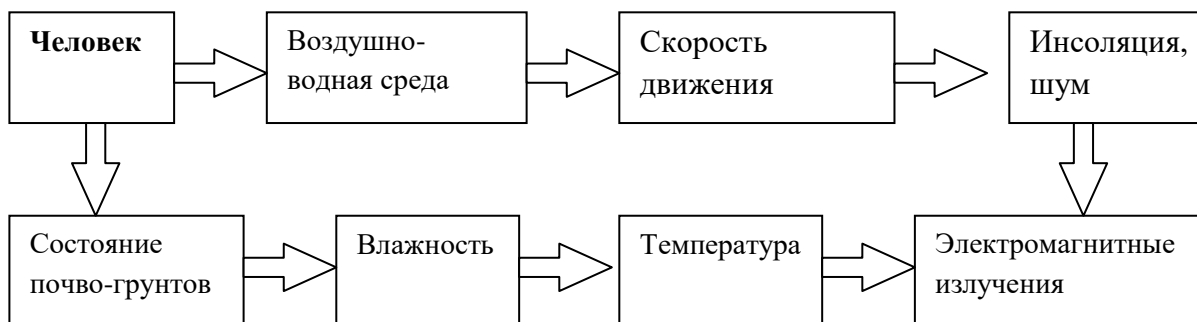 Человек
Воздушно-
водная среда
Скорость
движения
Инсоляция,
шум
Состояние
почво-грунтов
Влажность
Температура
Электромагнитные
излучения